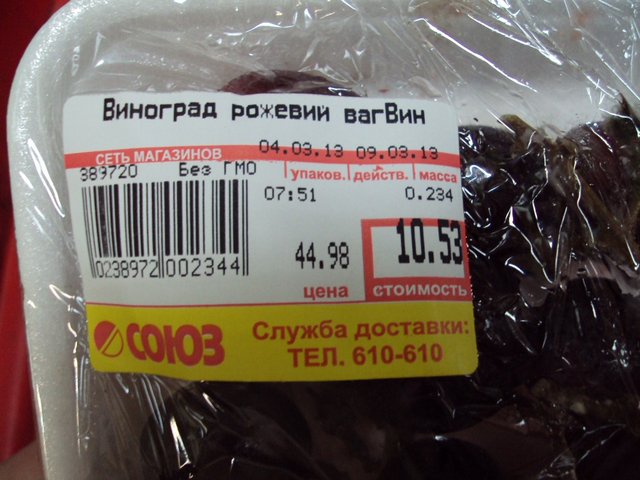 Виноград рожевий вагВин
04.03.13 09.03.13
СЕТЬ МАГАЗИНОВ
упаков. действ. масса
389720 Без ГМО
07:51 0.234
10.53
44.98
0238972 002344
цена стоимость
СОЮЗ
Служба доставки:
ТЕЛ. 610-610